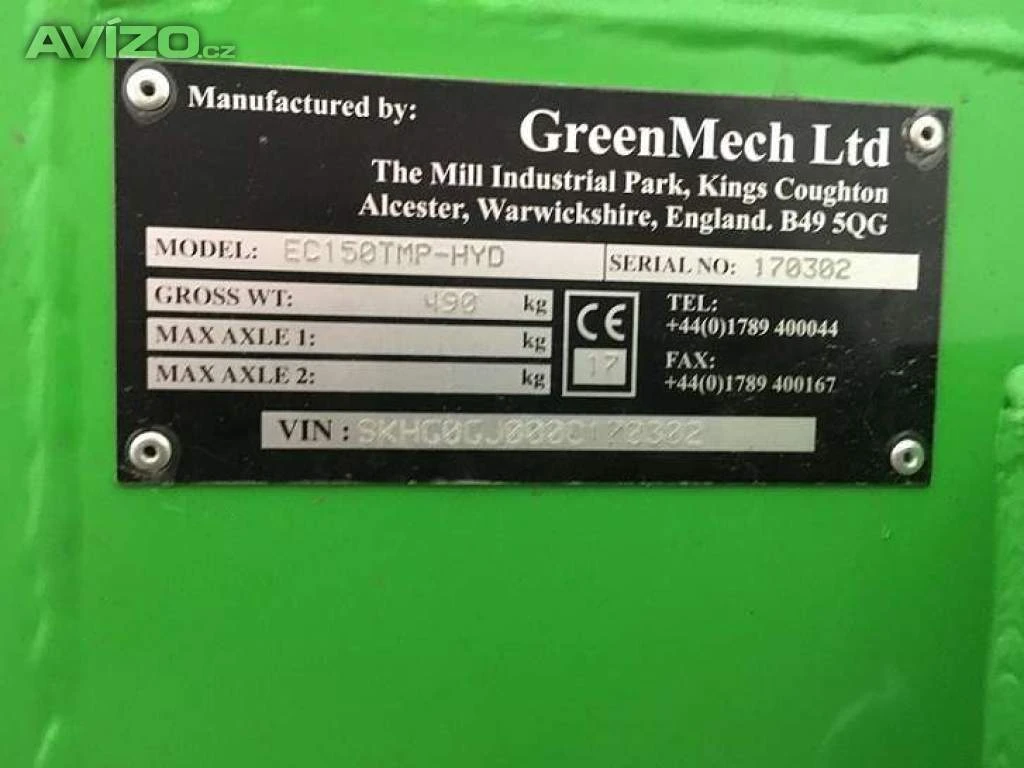 AVÍZO.cz
Manufactured by:
GreenMech Ltd
The Mill Industrial Park, Kings Coughton
Alcester, Warwickshire, England. B49 5QG
MODEL: EC150TMP-HYD SERIAL NO: 170302
GROSS WT: 490 kg
MAX AXLE 1: kg
MAX AXLE 2: kg
CE
17
TEL:
+44(0)1789 400044
FAX:
+44(0)1789 400167
VIN : SKHG0GJ000C170302